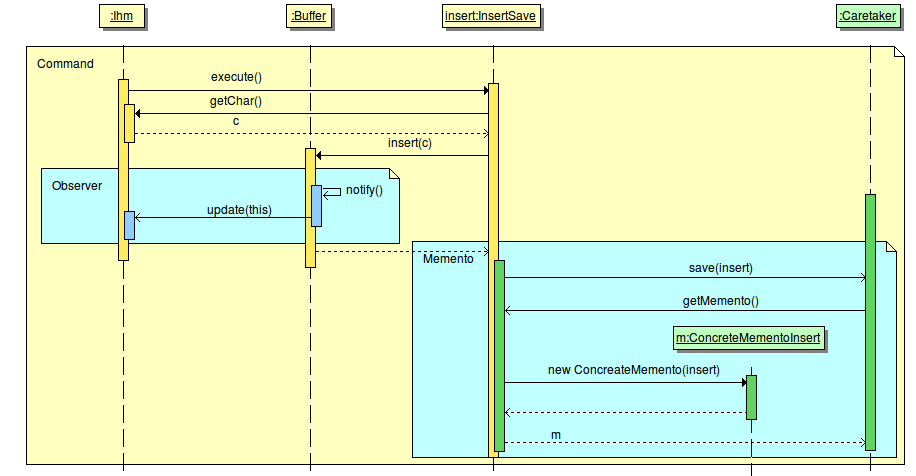 :Ihm
:Buffer
insert:InsertSave
:Caretaker
Command
execute()
getChar()
c
insert(c)
Observer
notify()
update(this)
Memento
save(insert)
getMemento()
m:ConcreteMementoInsert
new ConcreateMemento(insert)
m